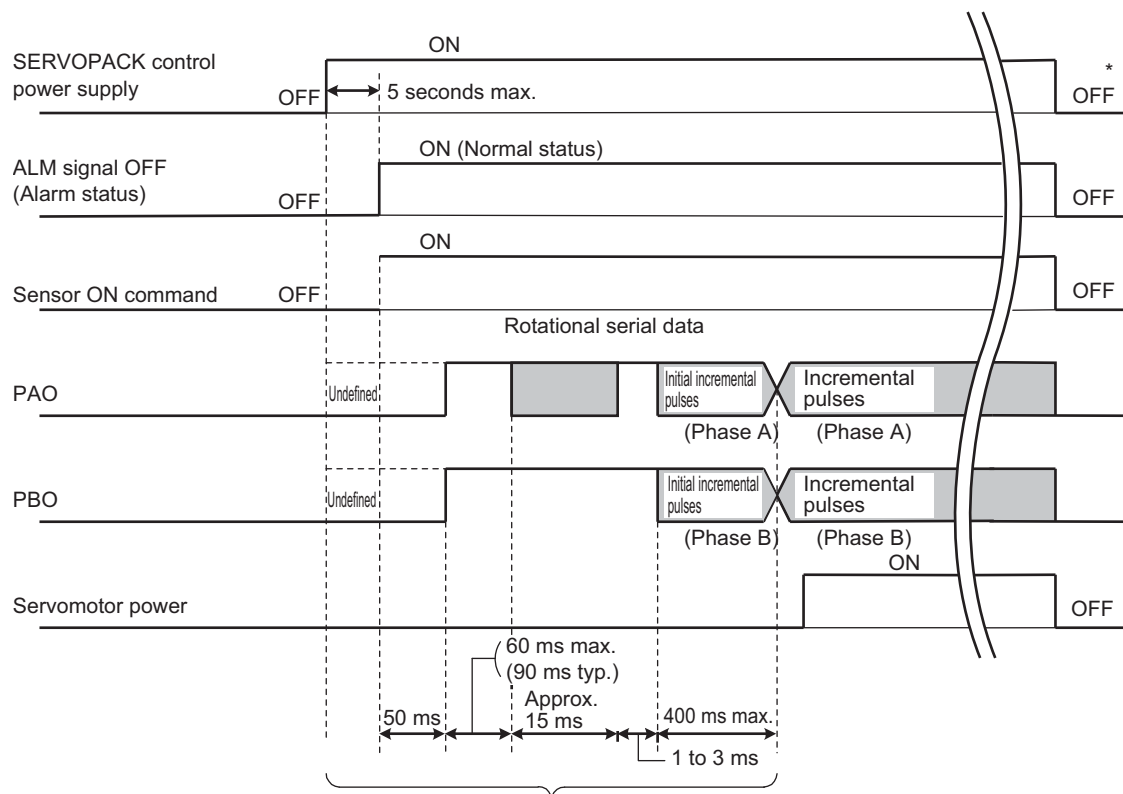 SERVOPACK control
power supply
OFF
ON
5 seconds max.
*
OFF
ALM signal OFF
(Alarm status)
OFF
ON (Normal status)
OFF
Sensor ON command
OFF
ON
OFF
Rotational serial data
PAO
Undefined
Initial incremental
pulses
(Phase A)
Incremental
pulses
(Phase A)
PBO
Undefined
Initial incremental
pulses
(Phase B)
Incremental
pulses
(Phase B)
Servomotor power
ON
OFF
60 ms max.
(90 ms typ.)
50 ms
Approx.
15 ms
400 ms max.
1 to 3 ms